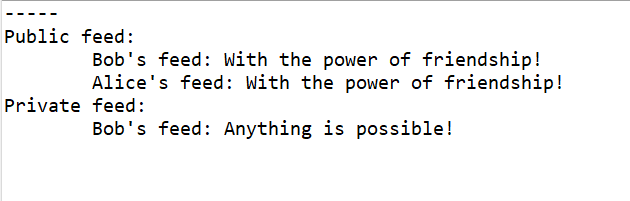 -----
Public feed:
Bob's feed: With the power of friendship!
Alice's feed: With the power of friendship!
Private feed:
Bob's feed: Anything is possible!